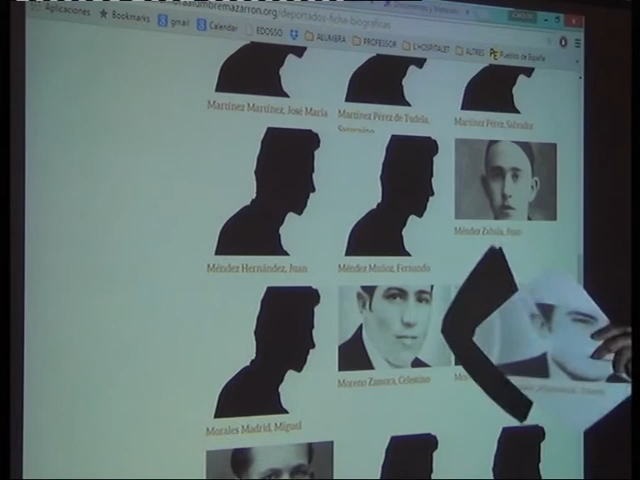 alumbremazarron.org/deportados-ficha-biograficas
Aplicaciones Bookmarks gmail Calendar EDOSSO ALUMBRA PROFESSOR L'HOSPITALET ALTRES Pueblos de España
Martínez Martínez, José María
Martínez Pérez de Tudela,
Martínez Pérez, Salvador
Méndez Hernández, Juan
Méndez Muñoz, Fernando
Méndez Zabala, Juan
Morales Madrid, Miguel
Moreno Zamora, Celestino